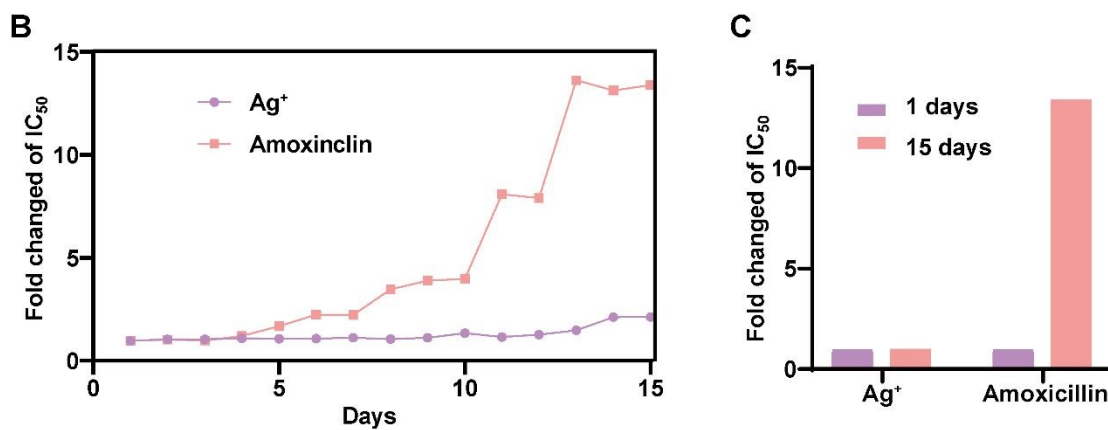 B
Fold changed of IC₅₀
15
10
5
0
Ag⁺
Amoxinclin
0
5
10
15
Days
C
Fold changed of IC₅₀
15
10
5
0
1 days
15 days
Ag⁺
Amoxicillin